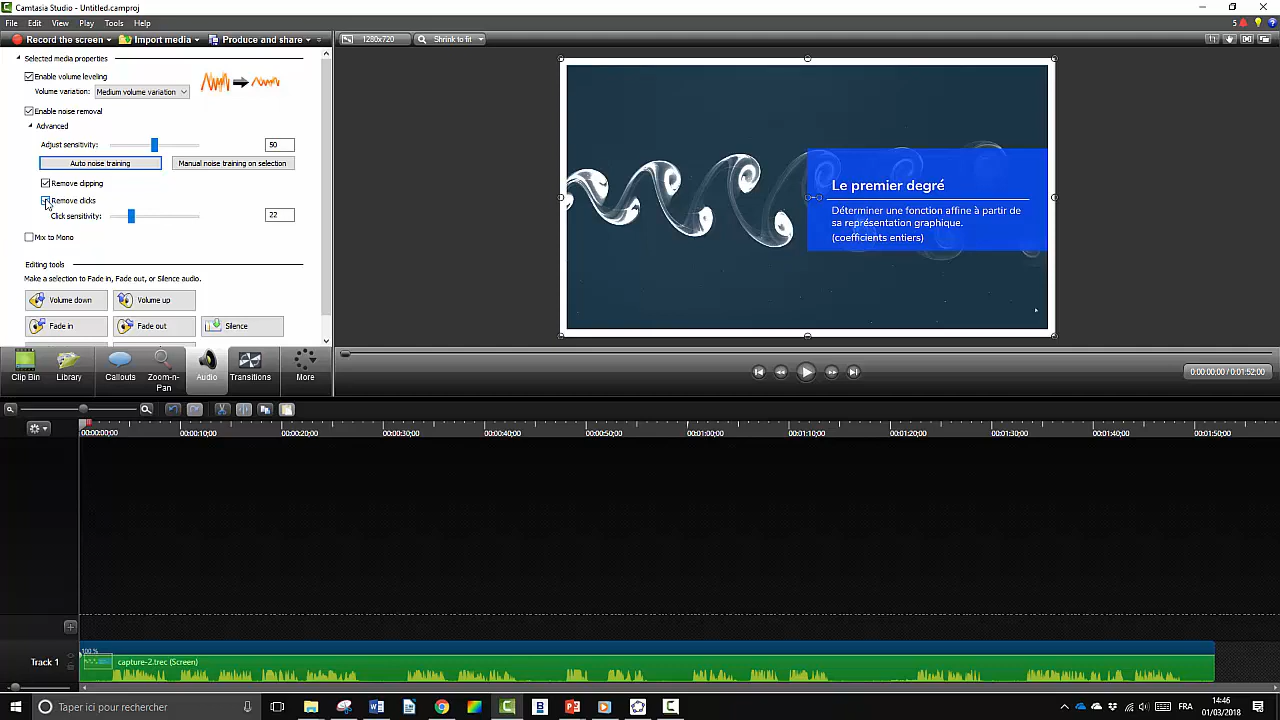 Camtasia Studio - Untitled.camproj
File Edit View Play Tools Help
5
Record the screen Import media Produce and share
1280x720 Shrink to fit
Selected media properties
Enable volume leveling
Volume variation: Medium volume variation
Enable noise removal
Advanced
Adjust sensitivity: 50
Auto noise training Manual noise training on selection
Remove clipping
Remove clicks
Click sensitivity: 22
Mix to Mono
Editing tools
Make a selection to Fade in, Fade out, or Silence audio.
Volume down Volume up
Fade in Fade out Silence
Le premier degré
Déterminer une fonction affine à partir de
sa représentation graphique.
(coefficients entiers)
Clip Bin Library Callouts Zoom-n-Pan Audio Transitions More
0:00:00;00 / 0:01:52;00
00:00:00;00 00:00:10;00 00:00:20;00 00:00:30;00 00:00:40;00 00:00:50;00 00:01:00;00 00:01:10;00 00:01:20;00 00:01:30;00 00:01:40;00 00:01:50;00
100 %
Track 1 capture-2.trec (Screen)
Taper ici pour rechercher
FRA
14:46
01/03/2018